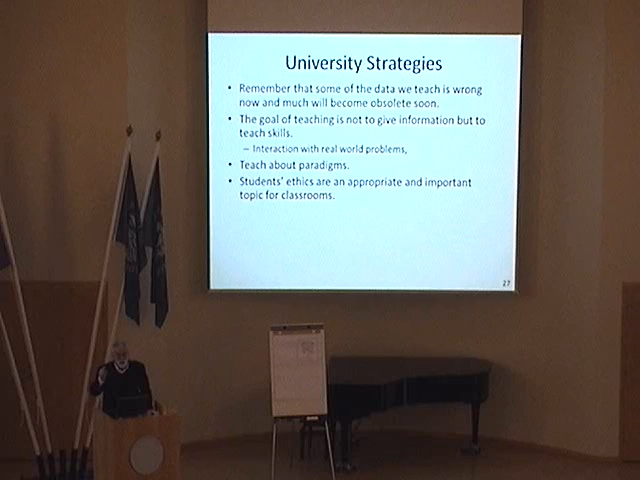 University Strategies
• Remember that some of the data we teach is wrong
now and much will become obsolete soon.
• The goal of teaching is not to give information but to
teach skills.
– Interaction with real world problems,
• Teach about paradigms.
• Students' ethics are an appropriate and important
topic for classrooms.
27